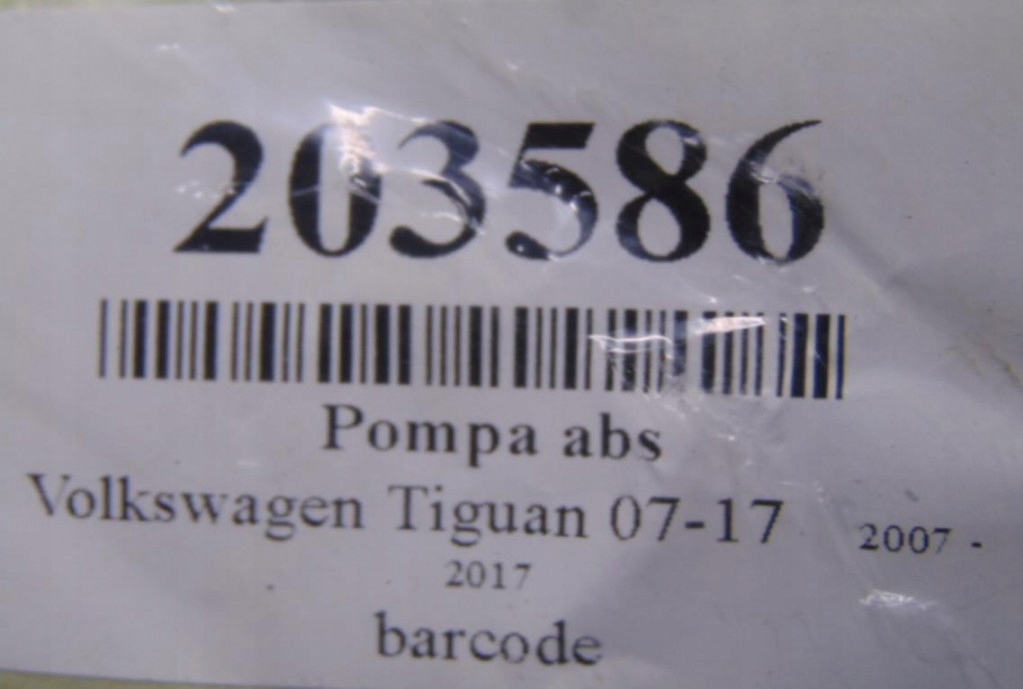 203586
Pompa abs
Volkswagen Tiguan 07-17 2007 -
2017
barcode